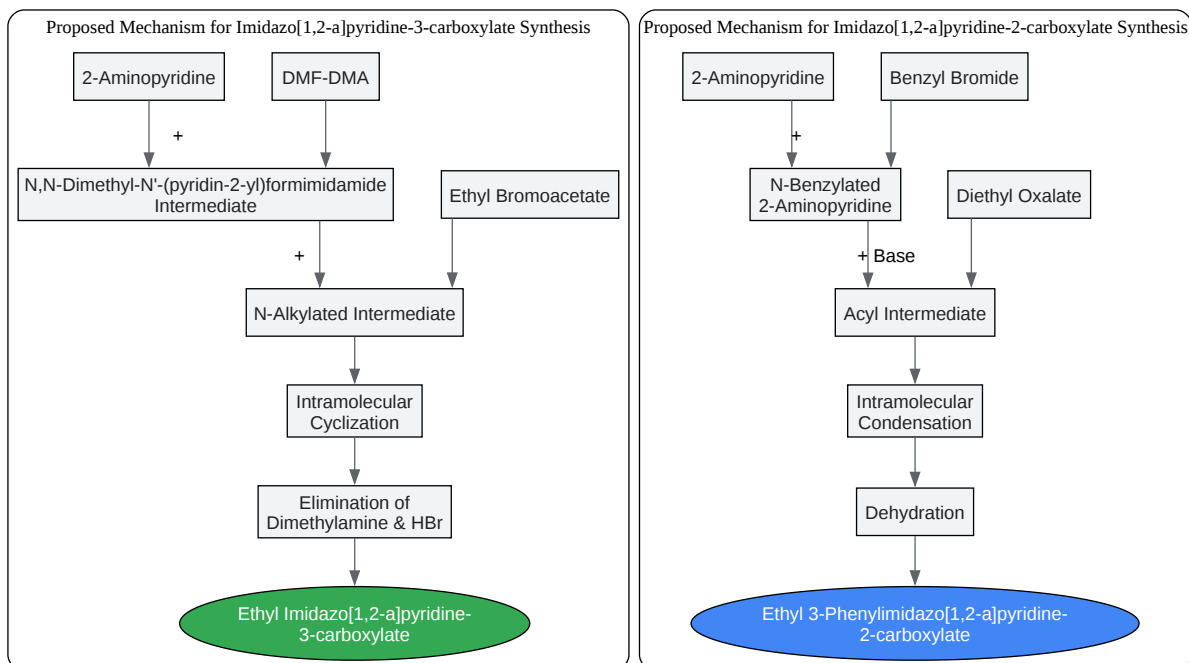 Proposed Mechanism for Imidazo[1,2-a]pyridine-3-carboxylate Synthesis
2-Aminopyridine
DMF-DMA
+
N,N-Dimethyl-N'-(pyridin-2-yl)formimidamide
Intermediate
Ethyl Bromoacetate
+
N-Alkylated Intermediate
Intramolecular
Cyclization
Elimination of
Dimethylamine & HBr
Ethyl Imidazo[1,2-a]pyridine-
3-carboxylate
Proposed Mechanism for Imidazo[1,2-a]pyridine-2-carboxylate Synthesis
2-Aminopyridine
Benzyl Bromide
+
N-Benzylated
2-Aminopyridine
Diethyl Oxalate
+ Base
Acyl Intermediate
Intramolecular
Condensation
Dehydration
Ethyl 3-Phenylimidazo[1,2-a]pyridine-
2-carboxylate